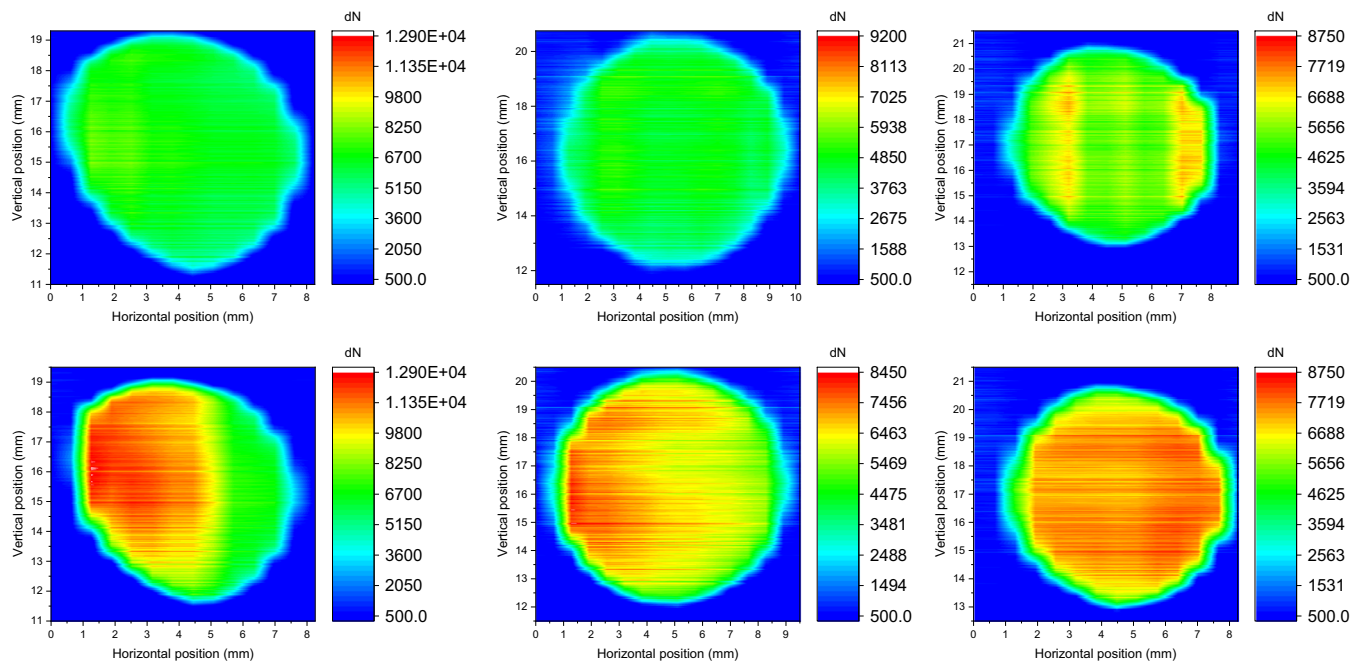 dN dN dN
19 1.290E+04 20 9200 21 8750
18 1.135E+04 8113 20 7719
17 9800 18 7025 19 6688
16 8250 5938 18 5656
15 6700 16 4850 17 4625
14 5150 3763 16 3594
13 3600 14 2675 15 2563
12 2050 1588 14 1531
11 500.0 12 500.0 13 500.0
12
Vertical position (mm) Vertical position (mm) Vertical position (mm)
0 1 2 3 4 5 6 7 8 0 1 2 3 4 5 6 7 8 9 10 0 1 2 3 4 5 6 7 8
Horizontal position (mm) Horizontal position (mm) Horizontal position (mm)
dN dN dN
19 1.290E+04 20 8450 21 8750
18 1.135E+04 19 7456 20 7719
17 9800 18 6463 19 6688
16 8250 17 5469 18 5656
15 6700 16 4475 17 4625
14 5150 15 3481 16 3594
13 3600 14 2488 15 2563
12 2050 13 1494 14 1531
11 500.0 12 500.0 13 500.0
Vertical position (mm) Vertical position (mm) Vertical position (mm)
0 1 2 3 4 5 6 7 8 0 1 2 3 4 5 6 7 8 9 0 1 2 3 4 5 6 7 8
Horizontal position (mm) Horizontal position (mm) Horizontal position (mm)